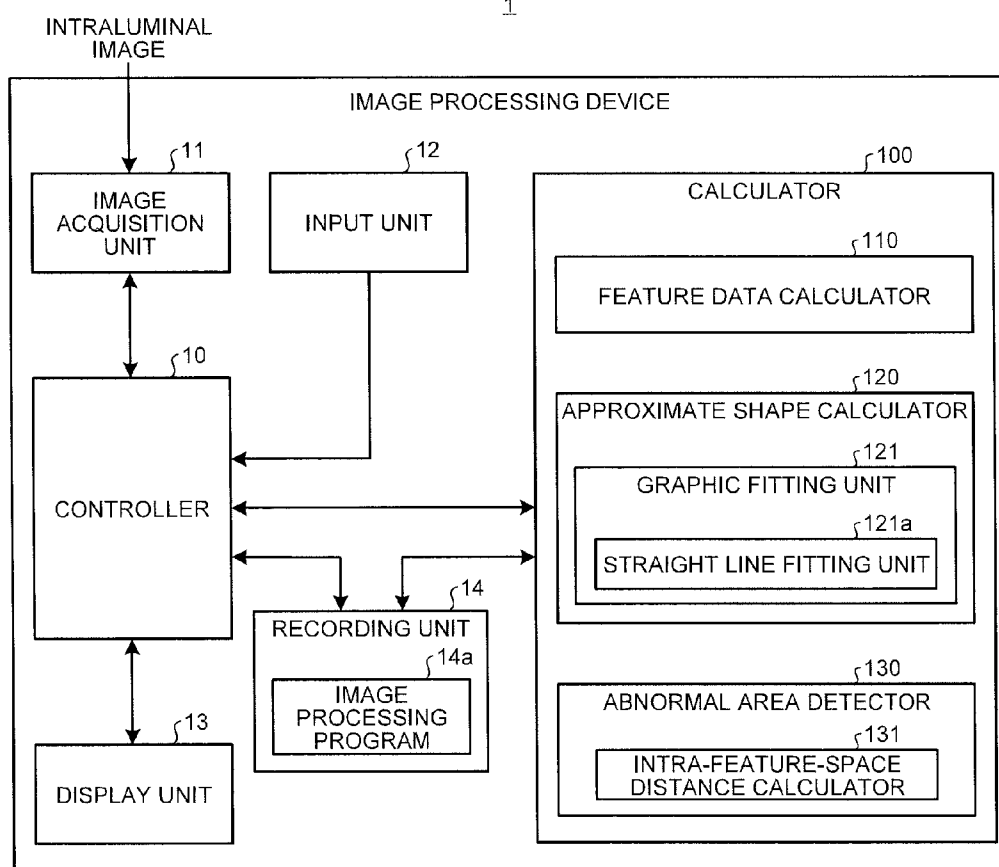 1
INTRALUMINAL
IMAGE
IMAGE PROCESSING DEVICE
11
IMAGE
ACQUISITION
UNIT
12
INPUT UNIT
100
CALCULATOR
110
FEATURE DATA CALCULATOR
10
CONTROLLER
120
APPROXIMATE SHAPE CALCULATOR
121
GRAPHIC FITTING UNIT
121a
STRAIGHT LINE FITTING UNIT
14
RECORDING UNIT
14a
IMAGE
PROCESSING
PROGRAM
130
ABNORMAL AREA DETECTOR
131
INTRA-FEATURE-SPACE
DISTANCE CALCULATOR
13
DISPLAY UNIT